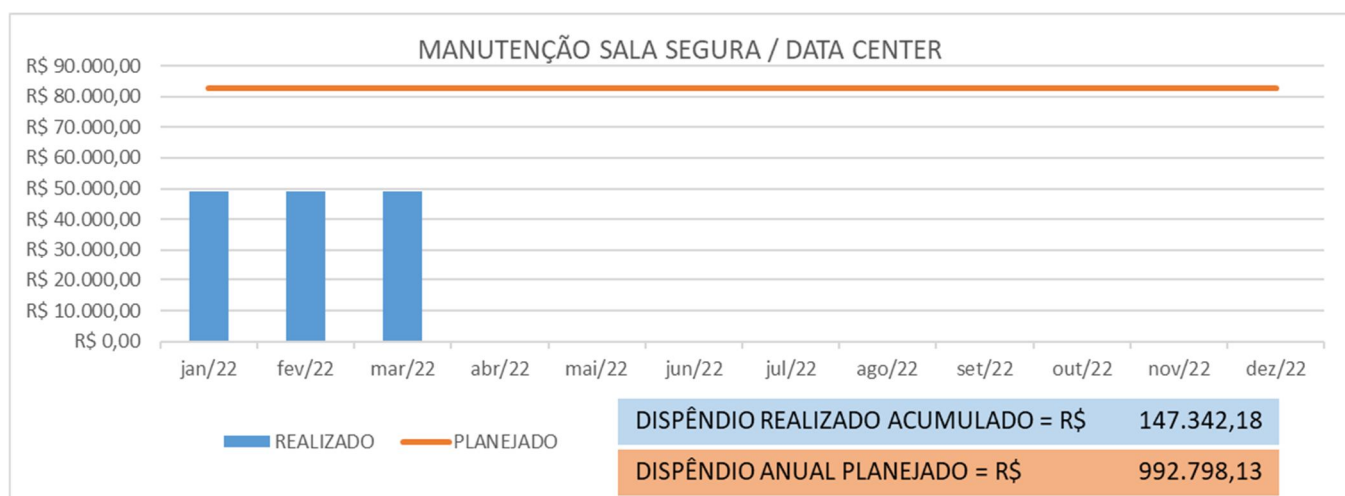 MANUTENÇÃO SALA SEGURA / DATA CENTER
R$ 90.000,00
R$ 80.000,00
R$ 70.000,00
R$ 60.000,00
R$ 50.000,00
R$ 40.000,00
R$ 30.000,00
R$ 20.000,00
R$ 10.000,00
R$ 0,00
jan/22 fev/22 mar/22 abr/22 mai/22 jun/22 jul/22 ago/22 set/22 out/22 nov/22 dez/22
REALIZADO PLANEJADO
DISPÊNDIO REALIZADO ACUMULADO = R$ 147.342,18
DISPÊNDIO ANUAL PLANEJADO = R$ 992.798,13